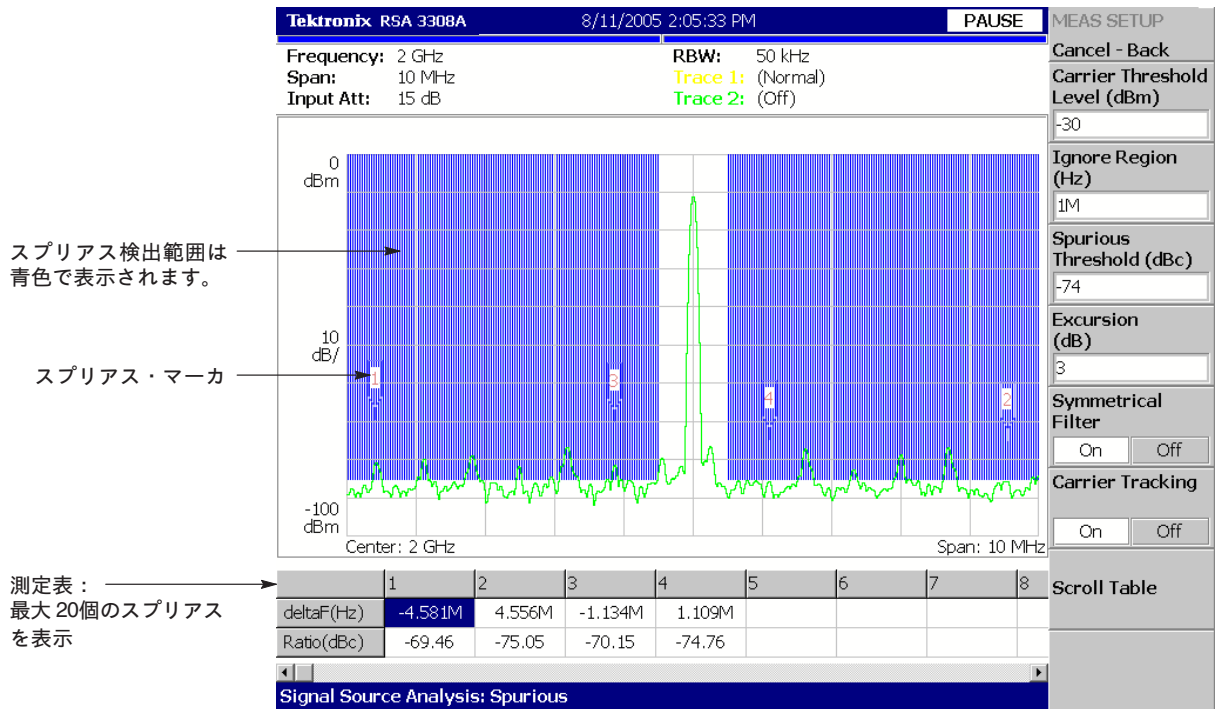 Tektronix RSA 3308A 8/11/2005 2:05:33 PM PAUSE
Frequency: 2 GHz
Span: 10 MHz
Input Att: 15 dB
RBW: 50 kHz
Trace 1: (Normal)
Trace 2: (Off)
スプリアス検出範囲は
青色で表示されます。
スプリアス・マーカ
0
dBm
10
dB/
-100
dBm
1
3
4
2
Center: 2 GHz Span: 10 MHz
測定表：
最大 20個のスプリアス
を表示
1 2 3 4 5 6 7 8
deltaF(Hz) -4.581M 4.556M -1.134M 1.109M
Ratio(dBc) -69.46 -75.05 -70.15 -74.76
Signal Source Analysis: Spurious
MEAS SETUP
Cancel - Back
Carrier Threshold
Level (dBm)
-30
Ignore Region
(Hz)
1M
Spurious
Threshold (dBc)
-74
Excursion
(dB)
3
Symmetrical
Filter
On Off
Carrier Tracking
On Off
Scroll Table